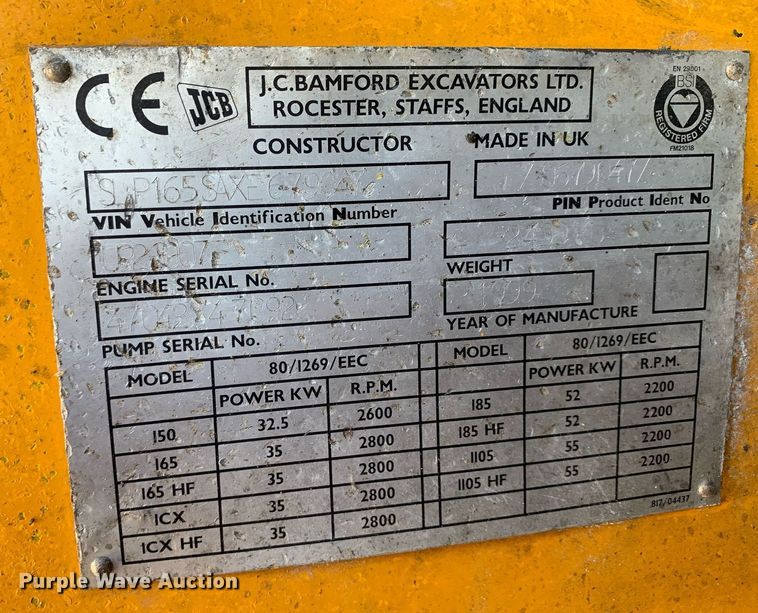 CE JCB
J.C.BAMFORD EXCAVATORS LTD.
ROCESTER, STAFFS, ENGLAND
EN 29001
BSI
REGISTERED FIRM
FM21018
CONSTRUCTOR MADE IN UK
VIN Vehicle Identification Number
PIN Product Ident No
ENGINE SERIAL No.
WEIGHT
1999
PUMP SERIAL No.
YEAR OF MANUFACTURE
MODEL 80/1269/EEC MODEL 80/1269/EEC
POWER KW R.P.M. POWER KW R.P.M.
150 32.5 2600 185 52 2200
165 35 2800 185 HF 52 2200
165 HF 35 2800 1105 55 2200
1CX 35 2800 1105 HF 55 2200
1CX HF 35 2800
817/04437
Purple Wave Auction